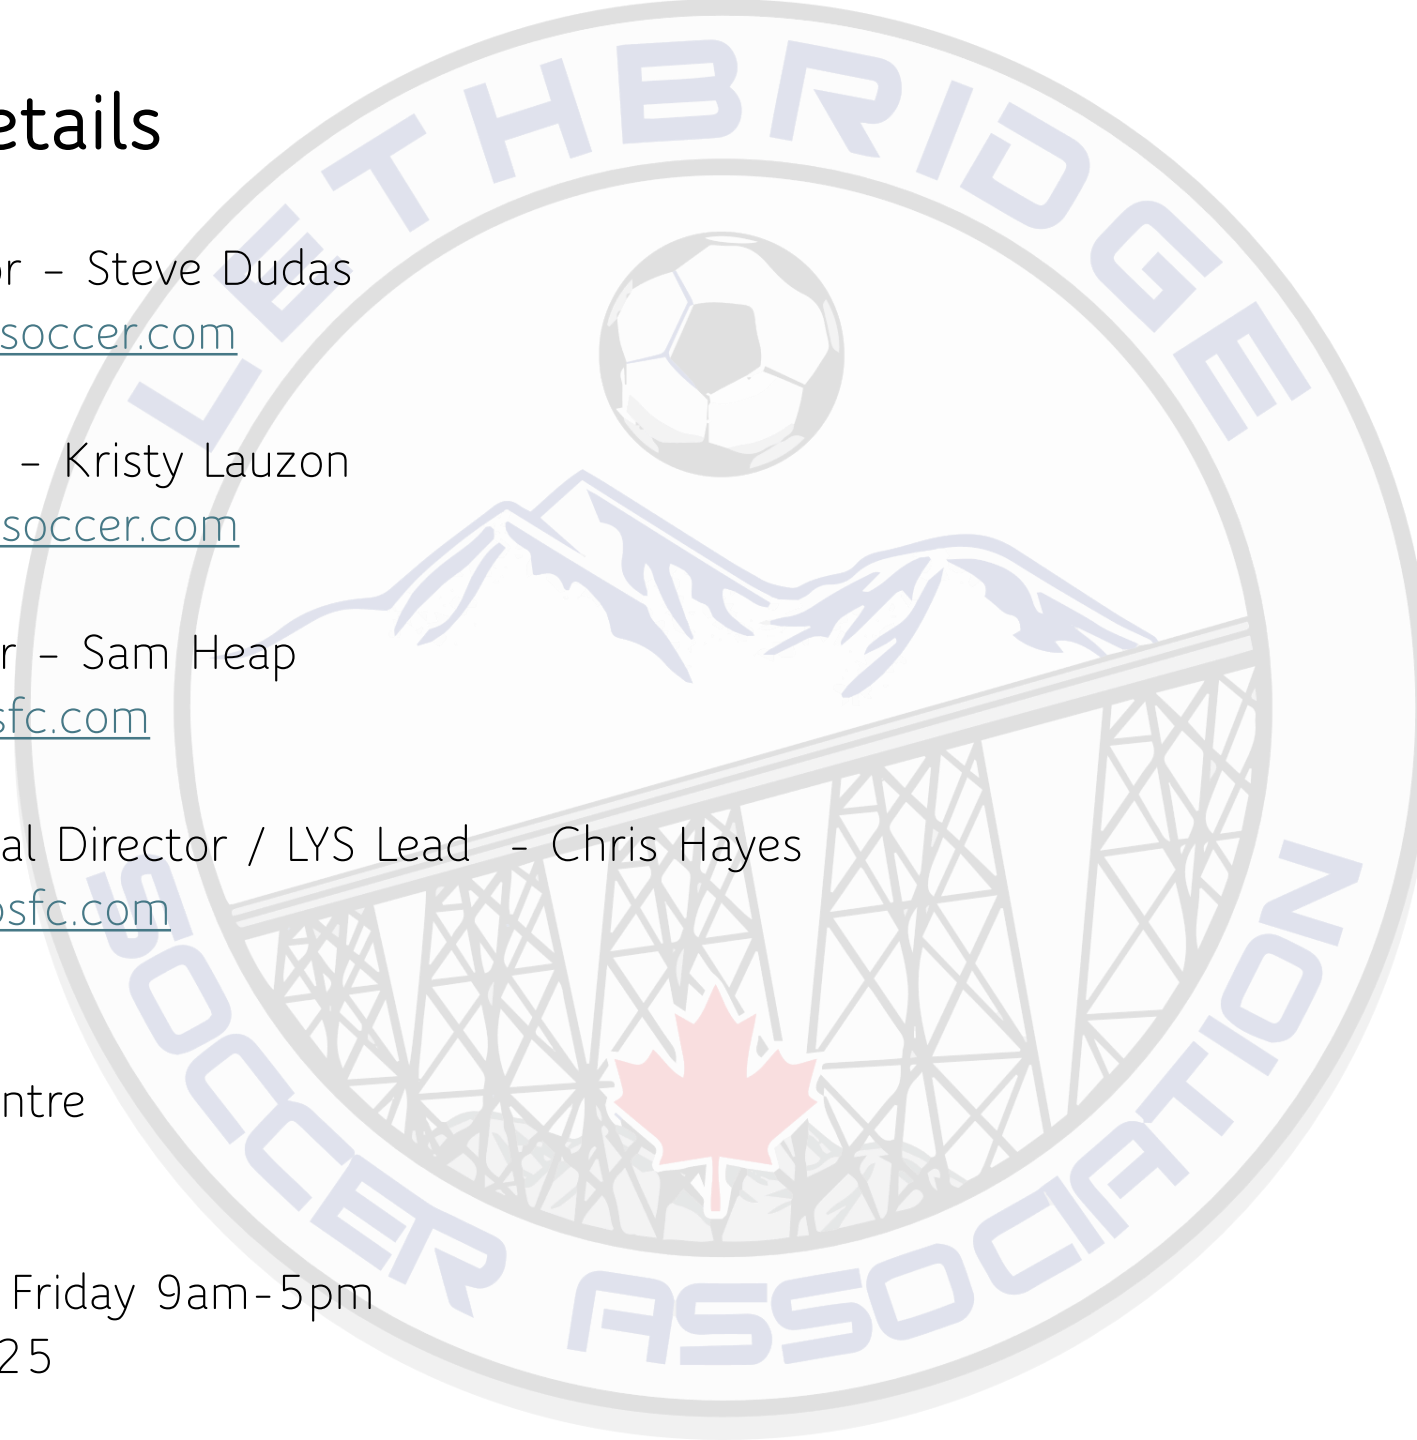 LETHBRIDGE
etails
or – Steve Dudas
soccer.com
– Kristy Lauzon
soccer.com
r – Sam Heap
sfc.com
al Director / LYS Lead  - Chris Hayes
osfc.com
ntre
Friday 9am-5pm
25
SOCCER ASSOCIATION